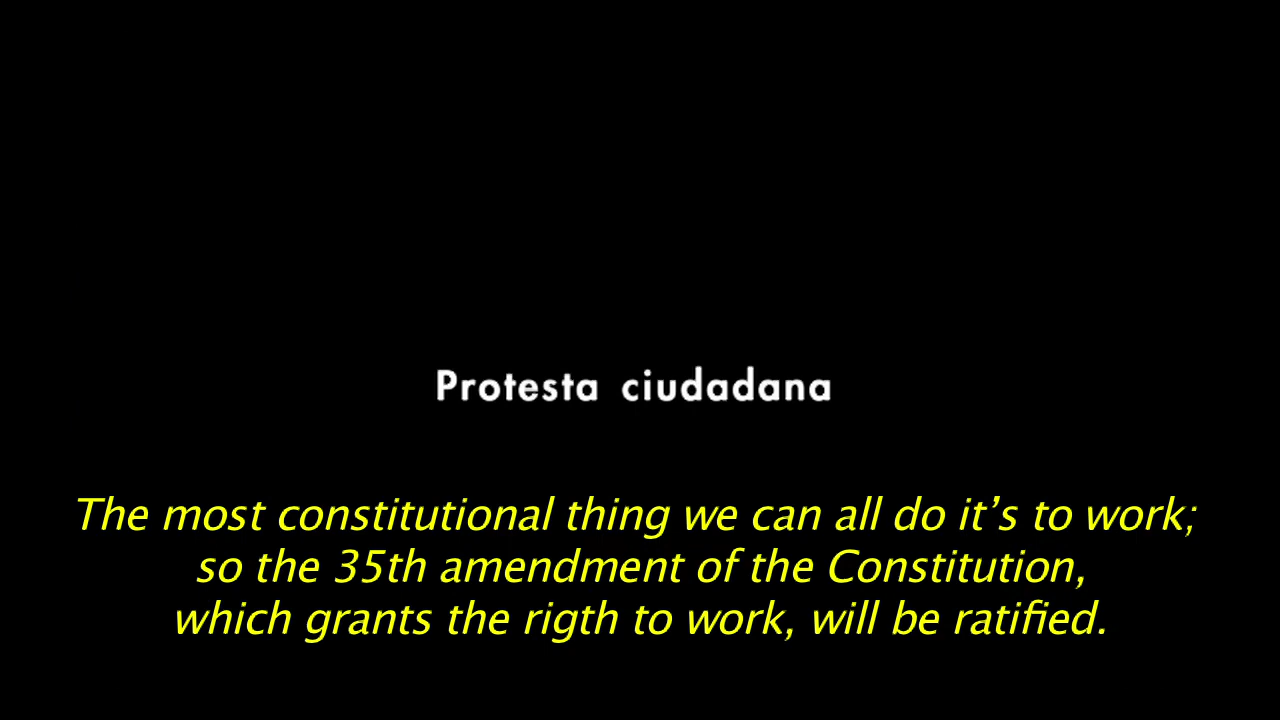 Protesta ciudadana
The most constitutional thing we can all do it’s to work;
so the 35th amendment of the Constitution,
which grants the rigth to work, will be ratified.